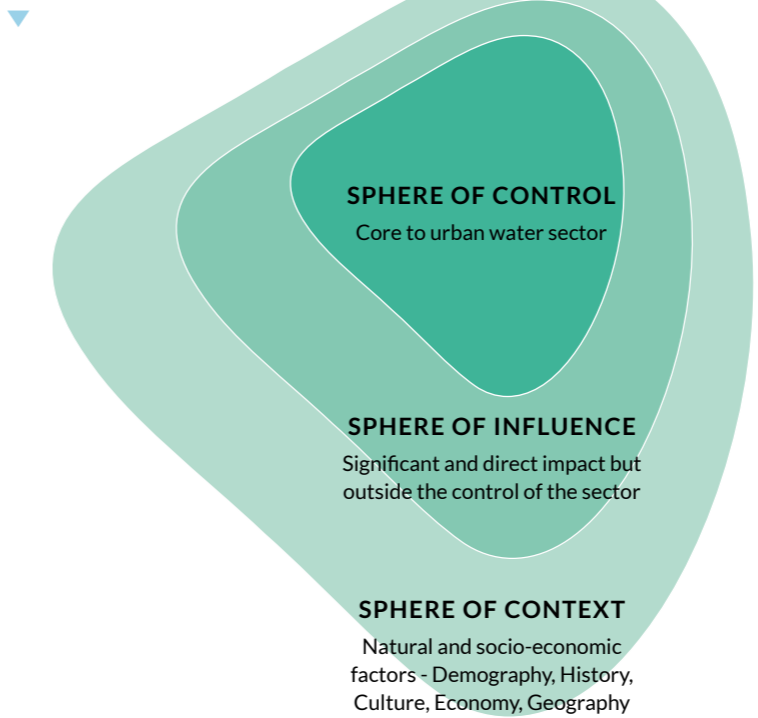 SPHERE OF CONTROL
Core to urban water sector
SPHERE OF INFLUENCE
Significant and direct impact but
outside the control of the sector
SPHERE OF CONTEXT
Natural and socio-economic
factors - Demography, History,
Culture, Economy, Geography